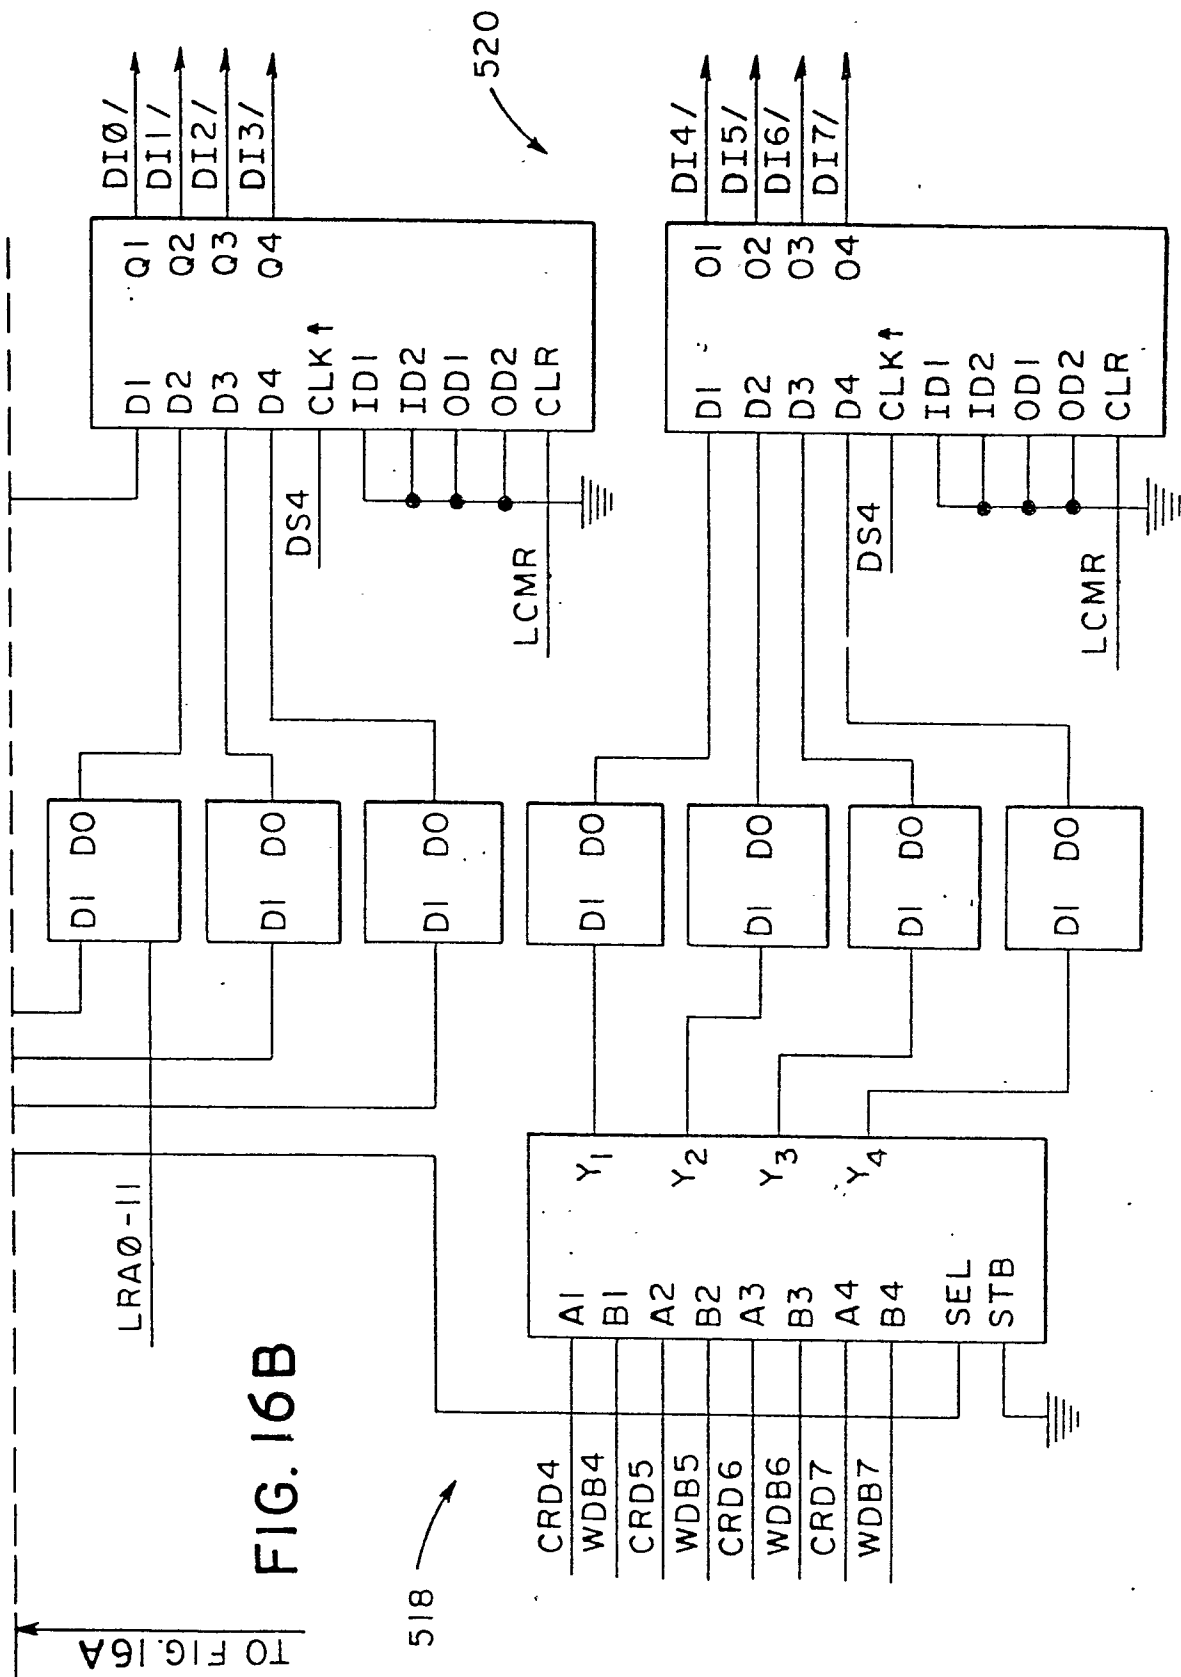 TO FIG. 16A
FIG. 16B
518
CRD4
WDB4
CRD5
WDB5
CRD6
WDB6
CRD7
WDB7
A1
B1
A2
B2
A3
B3
A4
B4
SEL
STB
Y1
Y2
Y3
Y4
LRAØ-11
DI DO
DI DO
DI DO
DI DO
DI DO
DI DO
DI DO
DS4
LCMR
D1
D2
D3
D4
CLK↑
ID1
ID2
OD1
OD2
CLR
Q1
Q2
Q3
Q4
DIØ/
DI1/
DI2/
DI3/
520
DS4
LCMR
D1
D2
D3
D4
CLK↑
ID1
ID2
OD1
OD2
CLR
O1
O2
O3
O4
DI4/
DI5/
DI6/
DI7/